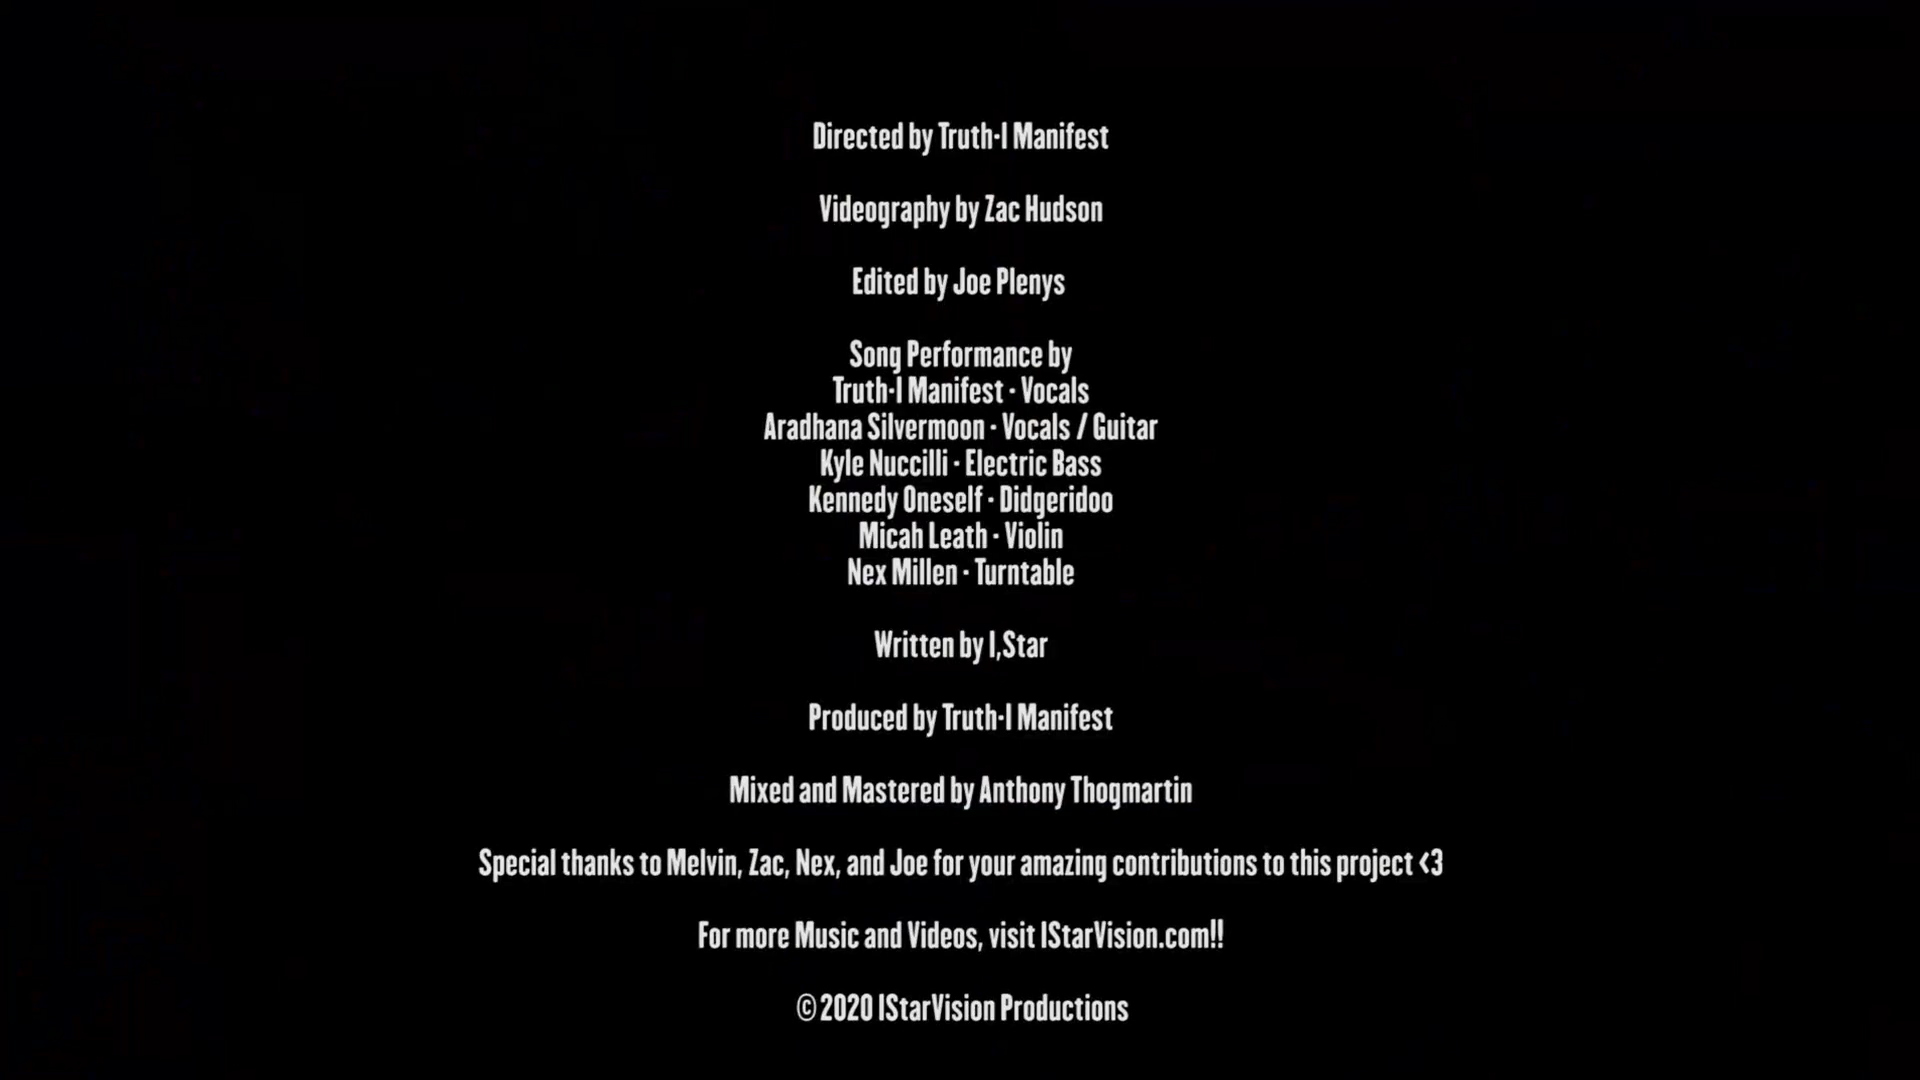 Directed by Truth-I Manifest
Videography by Zac Hudson
Edited by Joe Plenys
Song Performance by
Truth-I Manifest - Vocals
Aradhana Silvermoon - Vocals / Guitar
Kyle Nuccilli - Electric Bass
Kennedy Oneself - Didgeridoo
Micah Leath - Violin
Nex Millen - Turntable
Written by I,Star
Produced by Truth-I Manifest
Mixed and Mastered by Anthony Thogmartin
Special thanks to Melvin, Zac, Nex, and Joe for your amazing contributions to this project <3
For more Music and Videos, visit IStarVision.com!!
©2020 IStarVision Productions